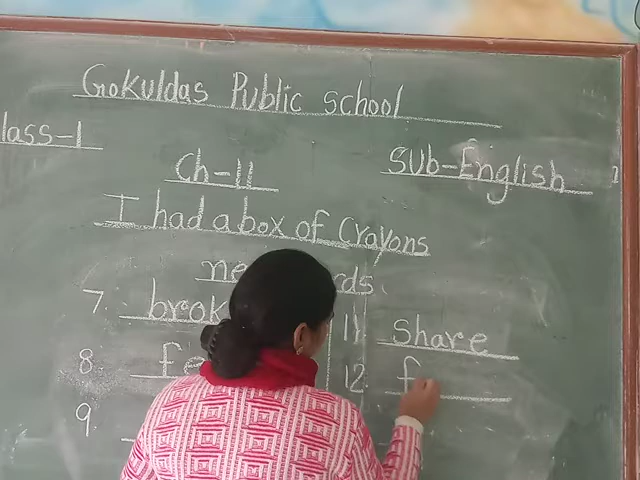 Gokuldas Public school
lass-1
Ch-11
Sub-English
I had a box of Crayons
ne rds.
7. brok
8 fe
9.
11 Share
12. f